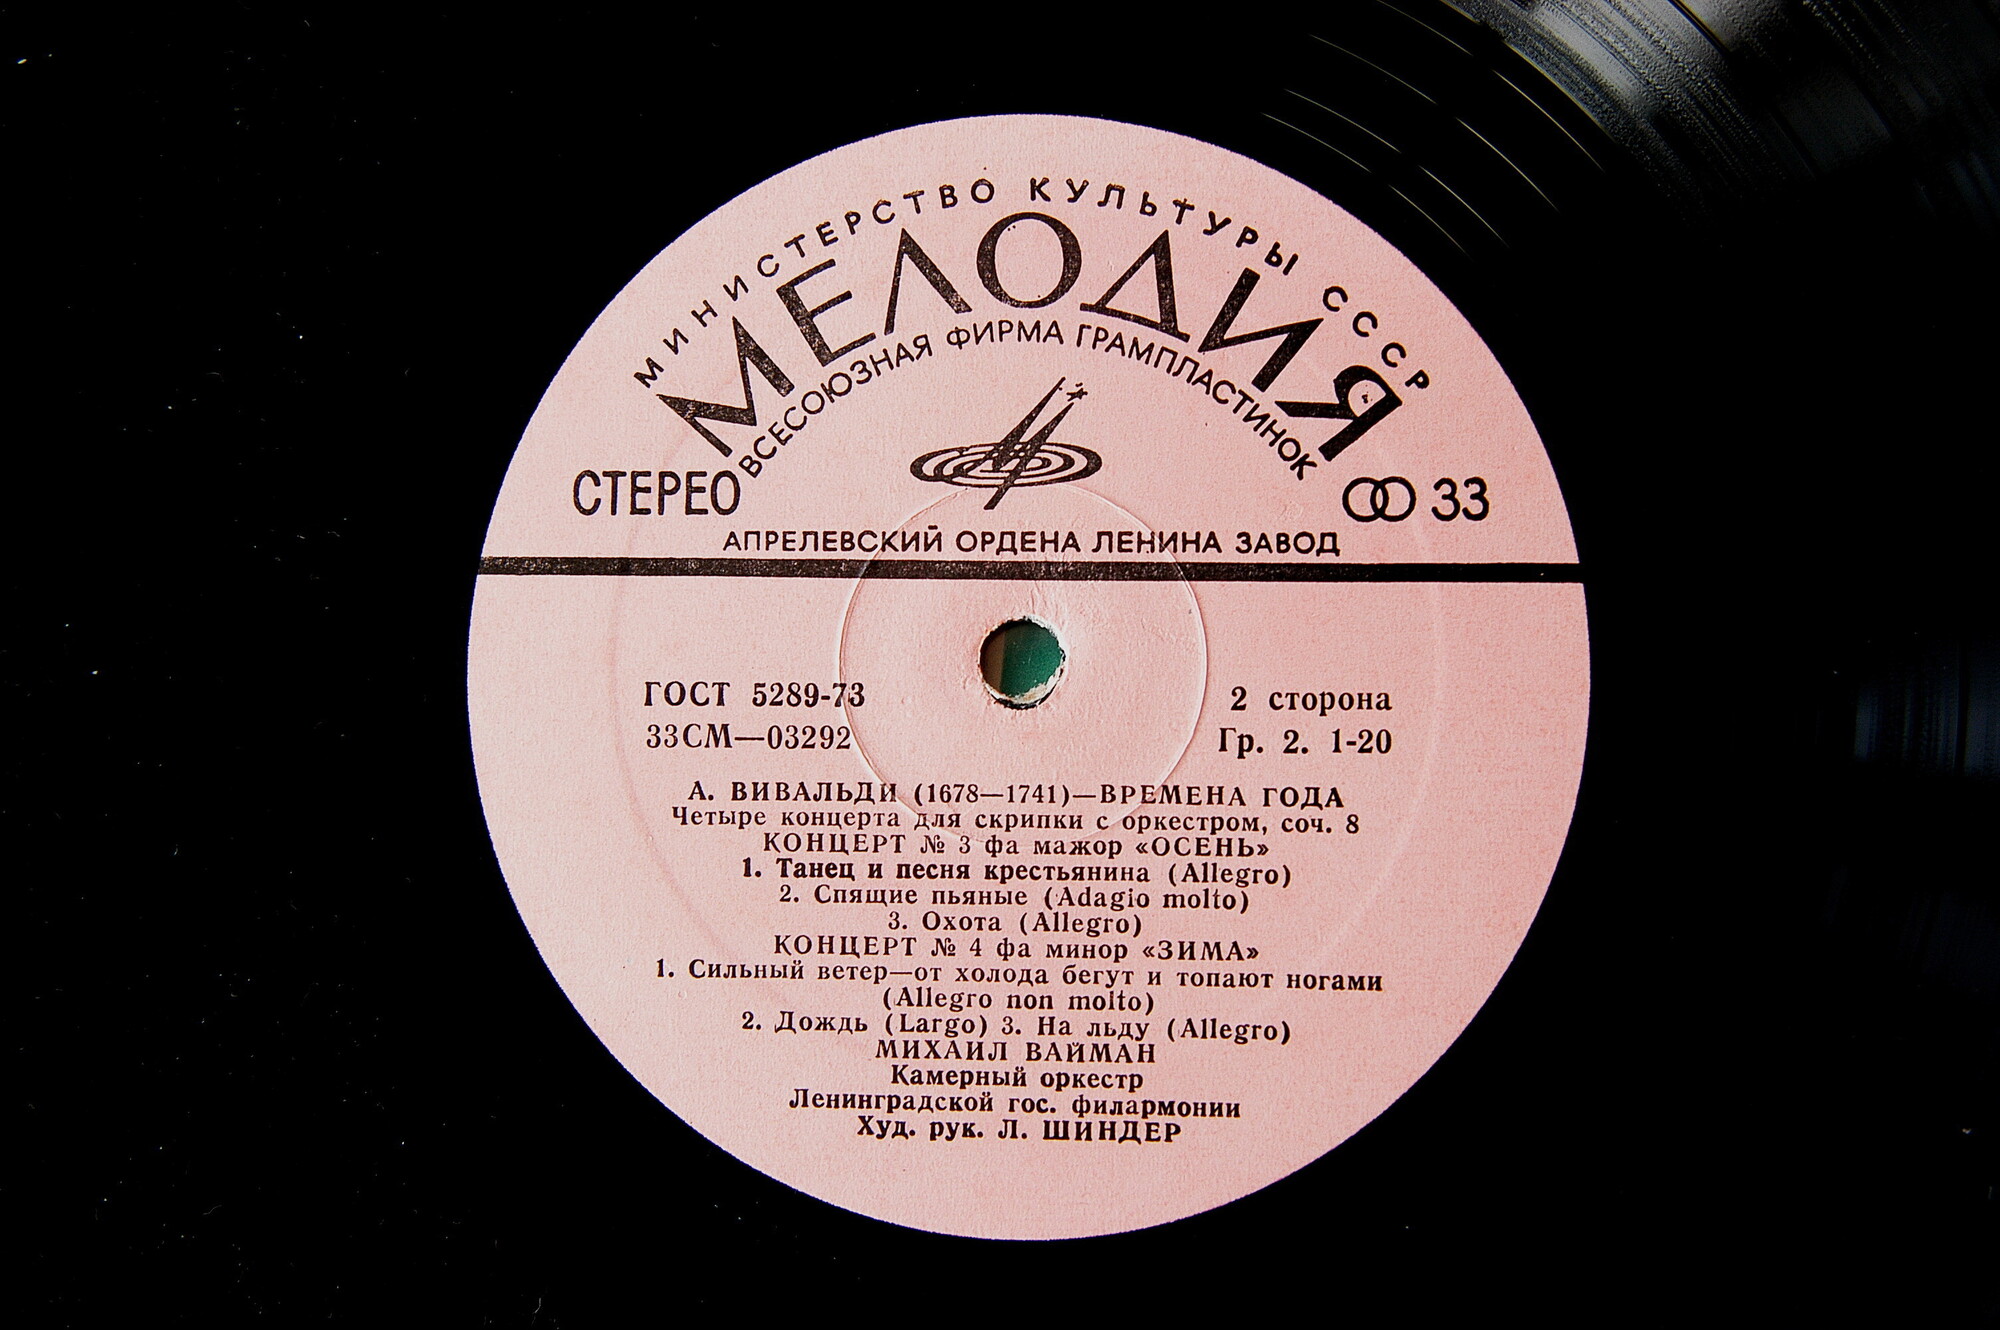 МИНИСТЕРСТВО КУЛЬТУРЫ СССР
МЕЛОДИЯ
ВСЕСОЮЗНАЯ ФИРМА ГРАМПЛАСТИНОК
СТЕРЕО
33
АПРЕЛЕВСКИЙ ОРДЕНА ЛЕНИНА ЗАВОД
ГОСТ 5289-73
2 сторона
33СМ—03292
Гр. 2. 1-20
А. ВИВАЛЬДИ (1678—1741)—ВРЕМЕНА ГОДА
Четыре концерта для скрипки с оркестром, соч. 8
КОНЦЕРТ № 3 фа мажор «ОСЕНЬ»
1. Танец и песня крестьянина (Allegro)
2. Спящие пьяные (Adagio molto)
3. Охота (Allegro)
КОНЦЕРТ № 4 фа минор «ЗИМА»
1. Сильный ветер—от холода бегут и топают ногами
(Allegro non molto)
2. Дождь (Largo) 3. На льду (Allegro)
МИХАИЛ ВАЙМАН
Камерный оркестр
Ленинградской гос. филармонии
Худ. рук. Л. ШИНДЕР